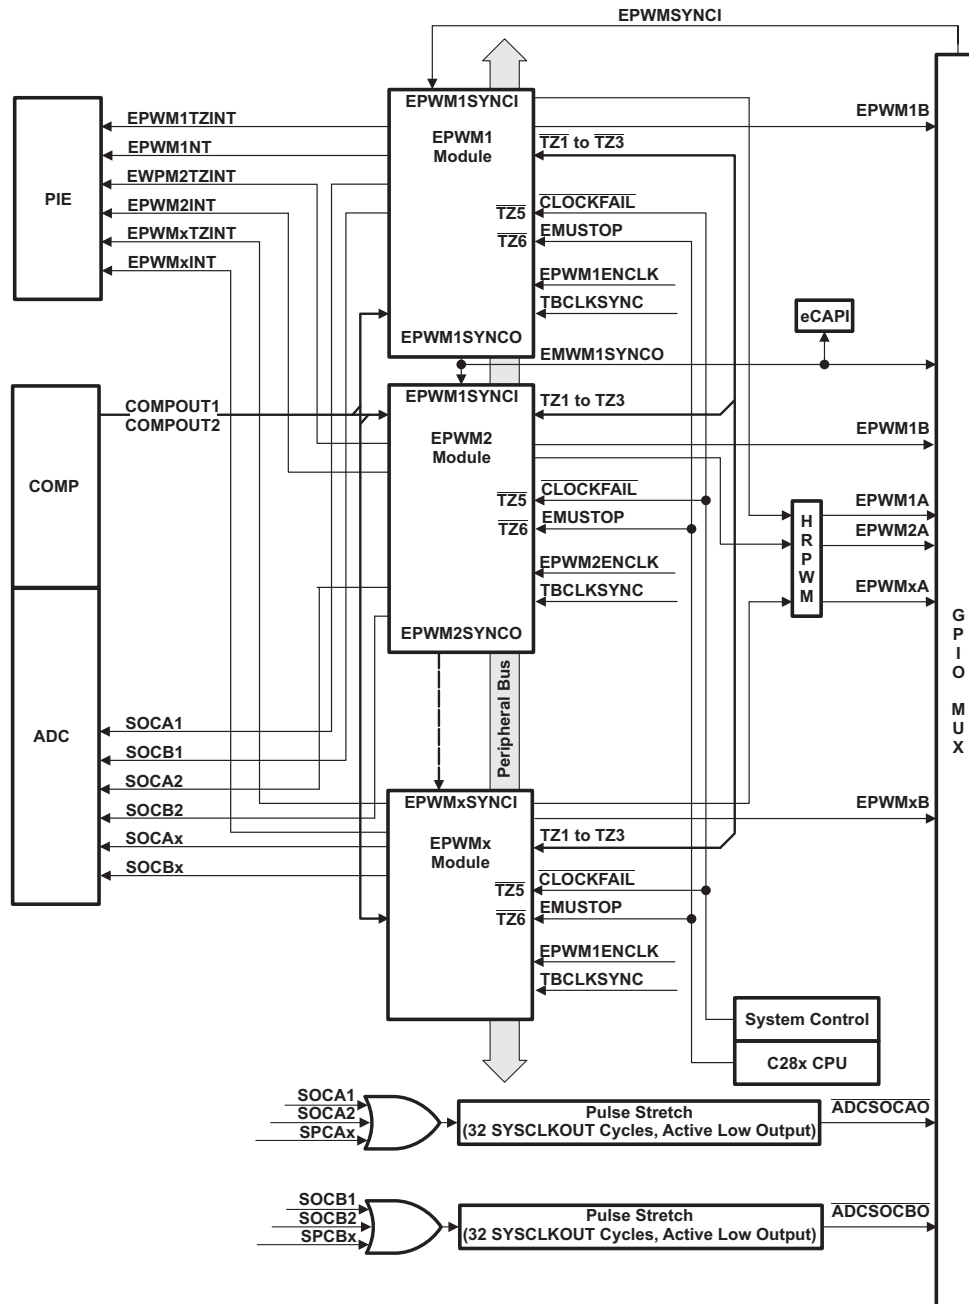 EPWMSYNCI
EPWM1SYNCI
EPWM1
Module
TZ5
TZ6
EPWM1SYNCO
PIE
EPWM1TZINT
EPWM1NT
EWPM2TZINT
EPWM2INT
EPWMxTZINT
EPWMxINT
EPWM1B
TZ1 to TZ3
CLOCKFAIL
EMUSTOP
EPWM1ENCLK
TBCLKSYNC
eCAPI
EMWM1SYNCO
COMP
COMPOUT1
COMPOUT2
EPWM1SYNCI
EPWM2
Module
TZ5
TZ6
EPWM2SYNCO
TZ1 to TZ3
EPWM1B
CLOCKFAIL
EMUSTOP
EPWM2ENCLK
TBCLKSYNC
HRPWM
EPWM1A
EPWM2A
EPWMxA
GPIO MUX
Peripheral Bus
ADC
SOCA1
SOCB1
SOCA2
SOCB2
SOCAx
SOCBx
EPWMxSYNCI
EPWMx
Module
TZ5
TZ6
EPWMxB
TZ1 to TZ3
CLOCKFAIL
EMUSTOP
EPWM1ENCLK
TBCLKSYNC
System Control
C28x CPU
SOCA1
SOCA2
SPCAx
Pulse Stretch
(32 SYSCLKOUT Cycles, Active Low Output)
ADCSOCAO
SOCB1
SOCB2
SPCBx
Pulse Stretch
(32 SYSCLKOUT Cycles, Active Low Output)
ADCSOCBO